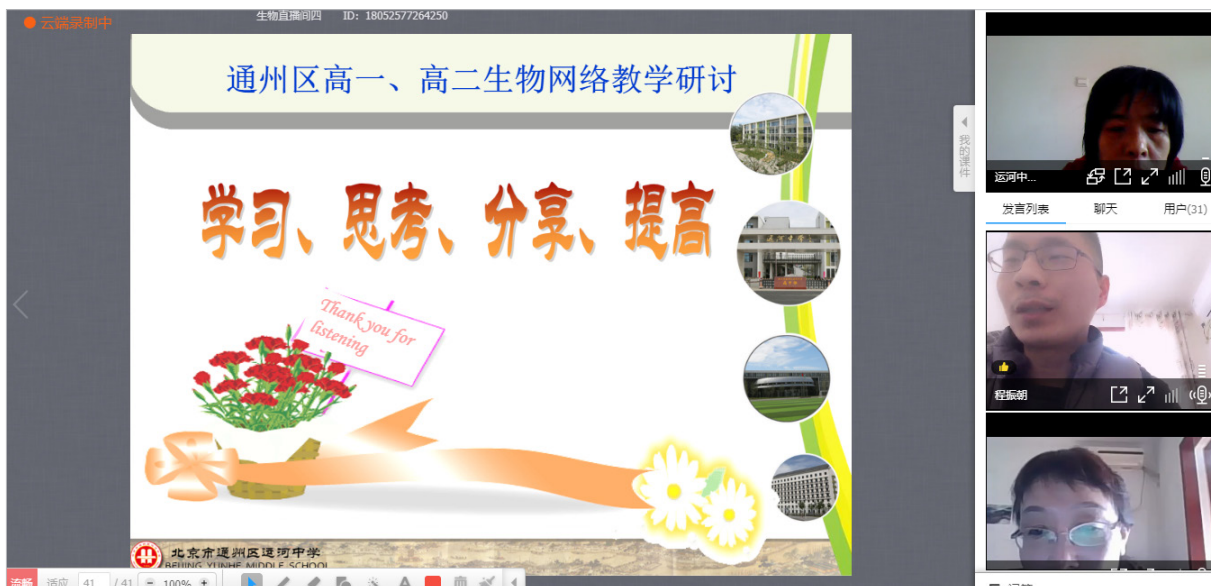 云端录制中
生物直播间四 ID: 18052577264250
通州区高一、高二生物网络教学研讨
学习、思考、分享、提高
Thank you for
listening
北京市通州区运河中学
BEIJING YUNHE MIDDLE SCHOOL
流畅 适应 41 / 41 - 100% +
我的课件
运河中...
发言列表 聊天 用户(31)
程振朝